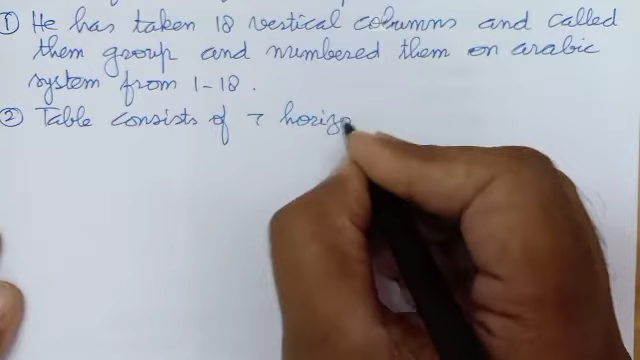 ① He has taken 18 vertical columns and called
them group and numbered them on arabic
system from 1-18.
② Table consists of 7 horizo